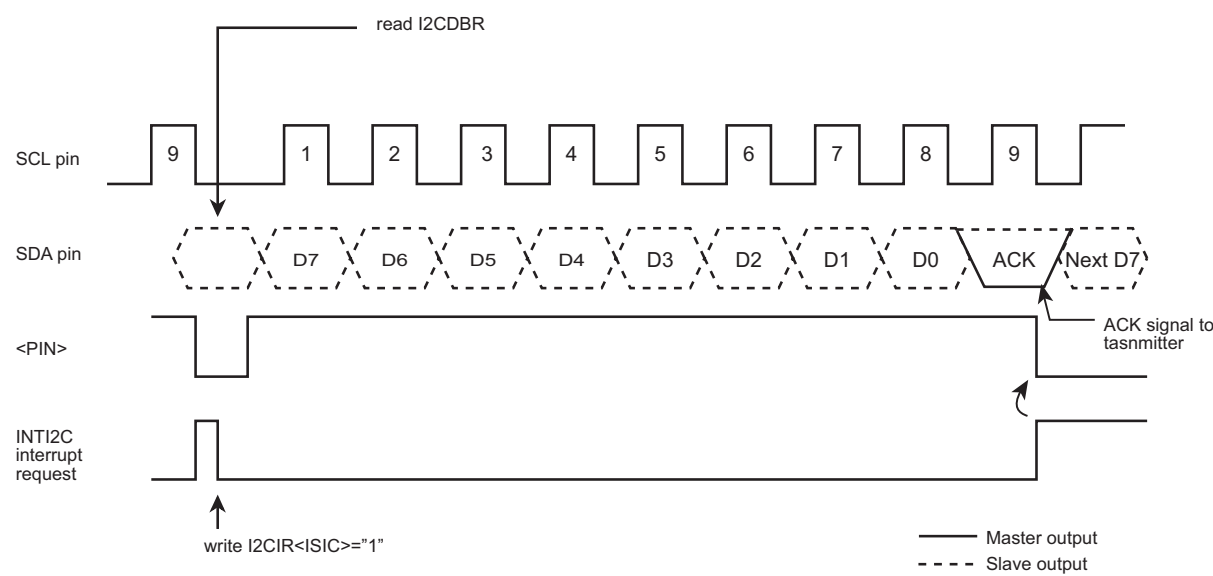 read I2CDBR
SCL pin
9
1
2
3
4
5
6
7
8
9
SDA pin
D7
D6
D5
D4
D3
D2
D1
D0
ACK
Next D7
ACK signal to
tasnmitter
<PIN>
INTI2C
interrupt
request
write I2CIR<ISIC>=”1”
Master output
Slave output